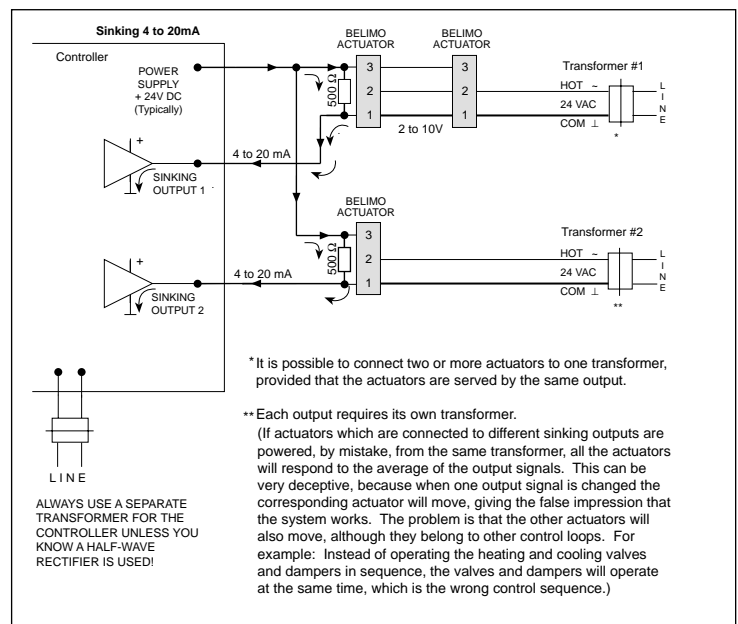 Sinking 4 to 20mA
Controller
POWER
SUPPLY
+ 24V DC
(Typically)
+
SINKING
OUTPUT 1
4 to 20 mA
+
SINKING
OUTPUT 2
4 to 20 mA
BELIMO
ACTUATOR
3
2
1
500 Ω
BELIMO
ACTUATOR
3
2
1
2 to 10V
Transformer #1
HOT ~
24 VAC
COM ⊥
*
L
I
N
E
BELIMO
ACTUATOR
3
2
1
500 Ω
Transformer #2
HOT ~
24 VAC
COM ⊥
**
L
I
N
E
L I N E
ALWAYS USE A SEPARATE
TRANSFORMER FOR THE
CONTROLLER UNLESS YOU
KNOW A HALF-WAVE
RECTIFIER IS USED!
* It is possible to connect two or more actuators to one transformer,
provided that the actuators are served by the same output.
** Each output requires its own transformer.
(If actuators which are connected to different sinking outputs are
powered, by mistake, from the same transformer, all the actuators
will respond to the average of the output signals. This can be
very deceptive, because when one output signal is changed the
corresponding actuator will move, giving the false impression that
the system works. The problem is that the other actuators will
also move, although they belong to other control loops. For
example: Instead of operating the heating and cooling valves
and dampers in sequence, the valves and dampers will operate
at the same time, which is the wrong control sequence.)